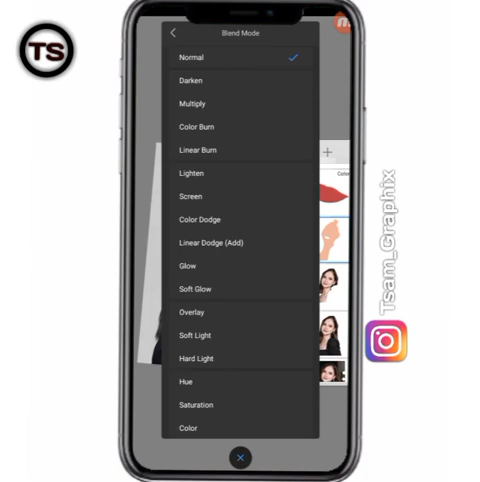 TS
Blend Mode
Normal
Darken
Multiply
Color Burn
Linear Burn
Lighten
Screen
Color Dodge
Linear Dodge (Add)
Glow
Soft Glow
Overlay
Soft Light
Hard Light
Hue
Saturation
Color
Color
Tsam_Graphix